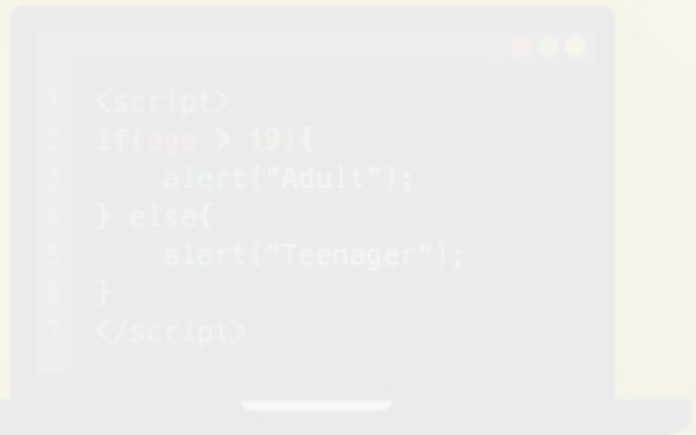 1 <script>
2 if(age > 19){
3     alert("Adult");
4 } else{
5     alert("Teenager");
6 }
7 </script>